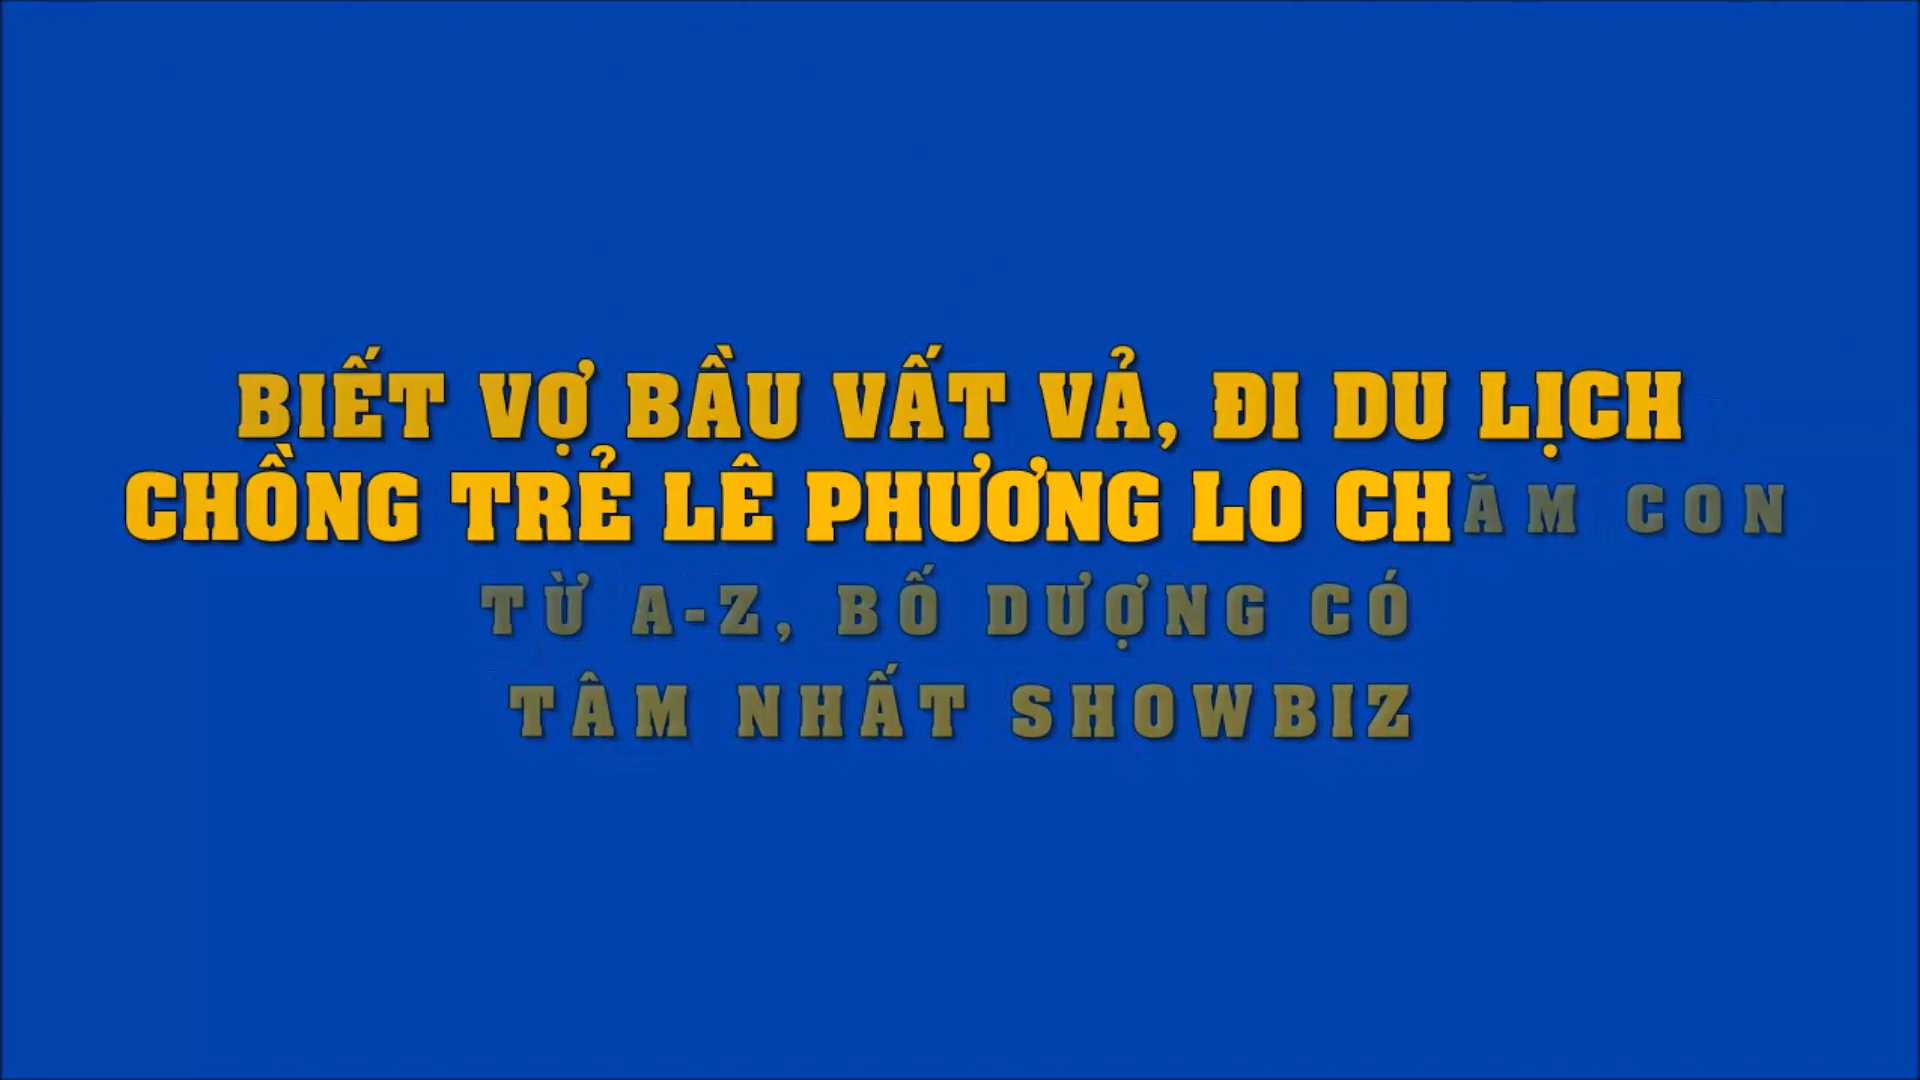 BIẾT VỢ BẦU VẤT VẢ, ĐI DU LỊCH
CHỒNG TRẺ LÊ PHƯƠNG LO CHĂM CON
TỪ A-Z, BỐ DƯỢNG CÓ
TÂM NHẤT SHOWBIZ